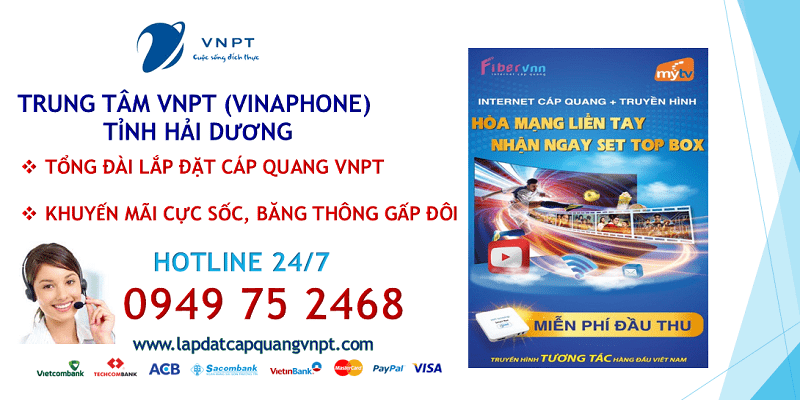 VNPT
Cuộc sống đích thực
TRUNG TÂM VNPT (VINAPHONE)
TỈNH HẢI DƯƠNG
❖ TỔNG ĐÀI LẮP ĐẶT CÁP QUANG VNPT
❖ KHUYẾN MÃI CỰC SỐC, BĂNG THÔNG GẤP ĐÔI
HOTLINE 24/7
0949 75 2468
www.lapdatcapquangvnpt.com
Vietcombank TECHCOMBANK ACB Sacombank VietinBank MasterCard PayPal VISA
Fibervnn
internet cáp quang
mytv
INTERNET CÁP QUANG + TRUYỀN HÌNH
HÒA MẠNG LIỀN TAY
NHẬN NGAY SET TOP BOX
MIỄN PHÍ ĐẦU THU
TRUYỀN HÌNH TƯƠNG TÁC HÀNG ĐẦU VIỆT NAM